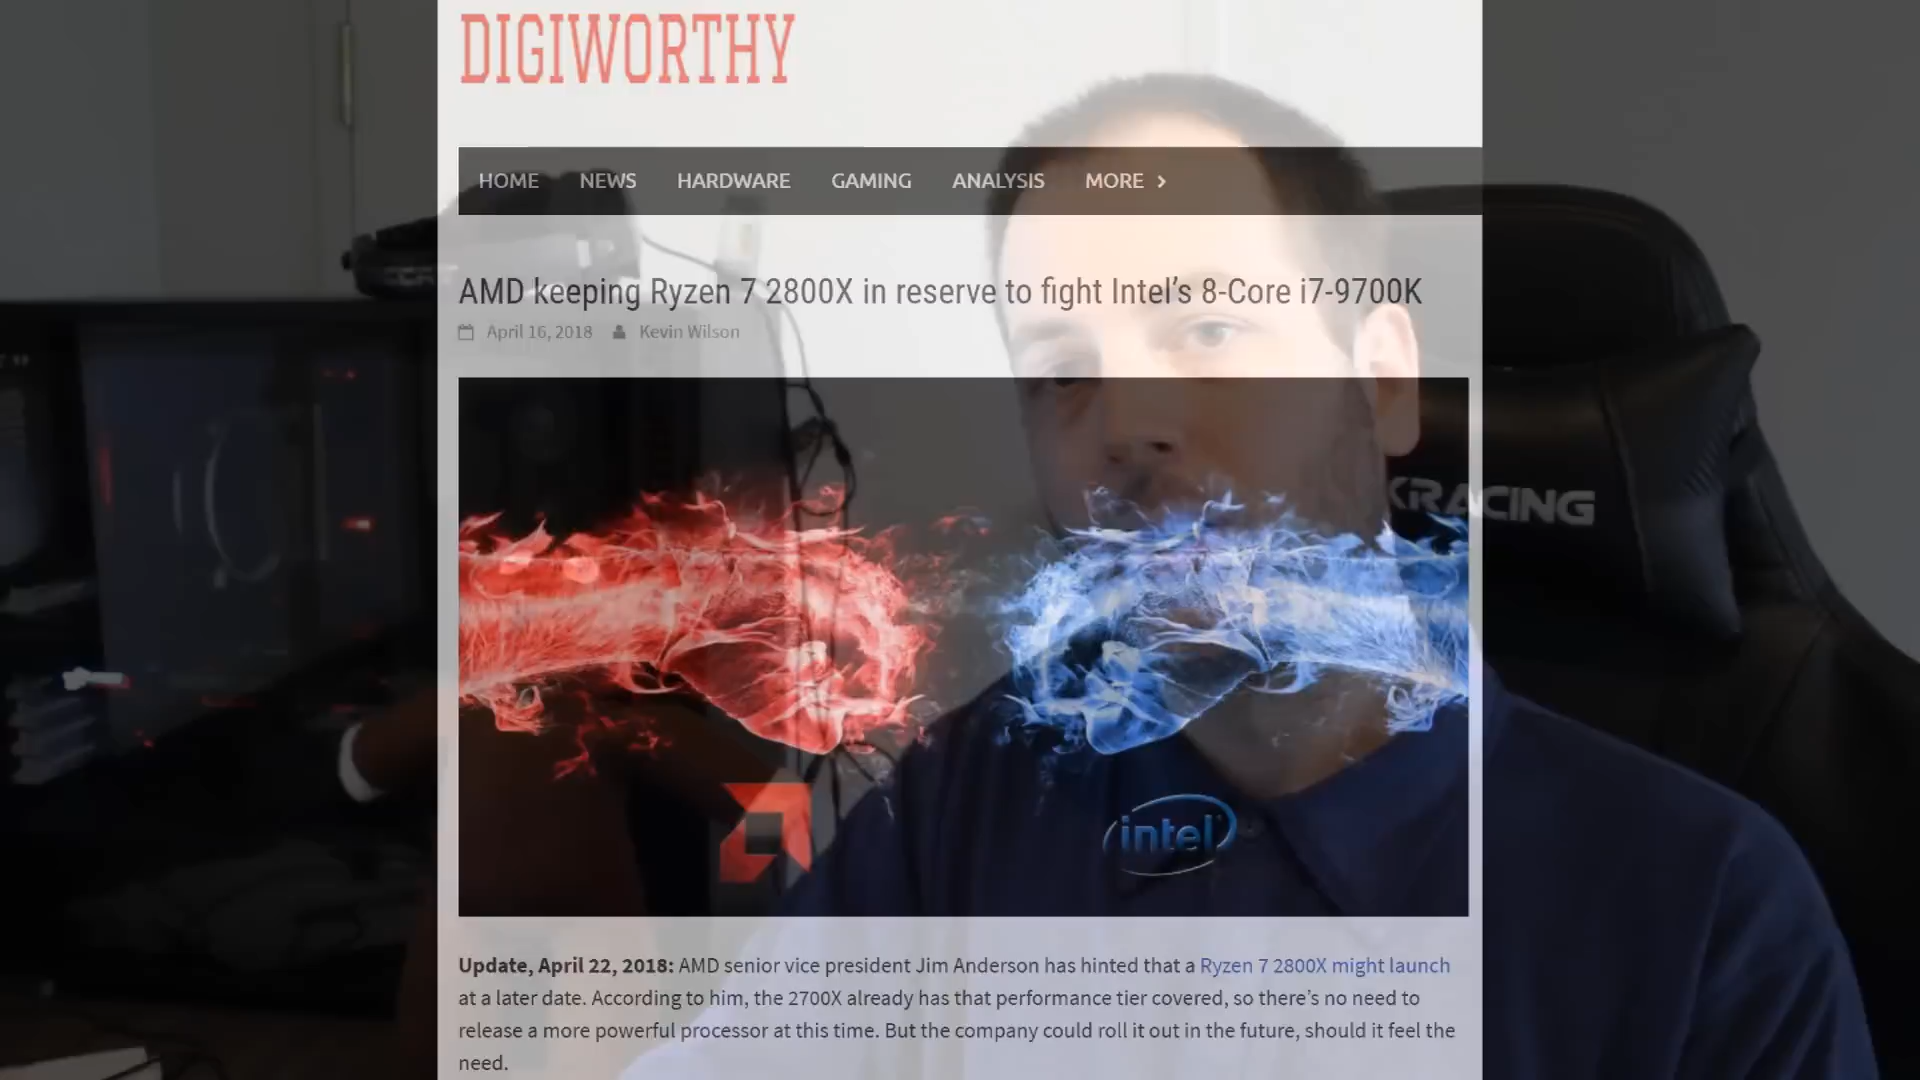 DIGIWORTHY
HOME NEWS HARDWARE GAMING ANALYSIS MORE
AMD keeping Ryzen 7 2800X in reserve to fight Intel’s 8-Core i7-9700K
April 16, 2018 Kevin Wilson
KRACING
intel
Update, April 22, 2018: AMD senior vice president Jim Anderson has hinted that a Ryzen 7 2800X might launch
at a later date. According to him, the 2700X already has that performance tier covered, so there’s no need to
release a more powerful processor at this time. But the company could roll it out in the future, should it feel the
need.